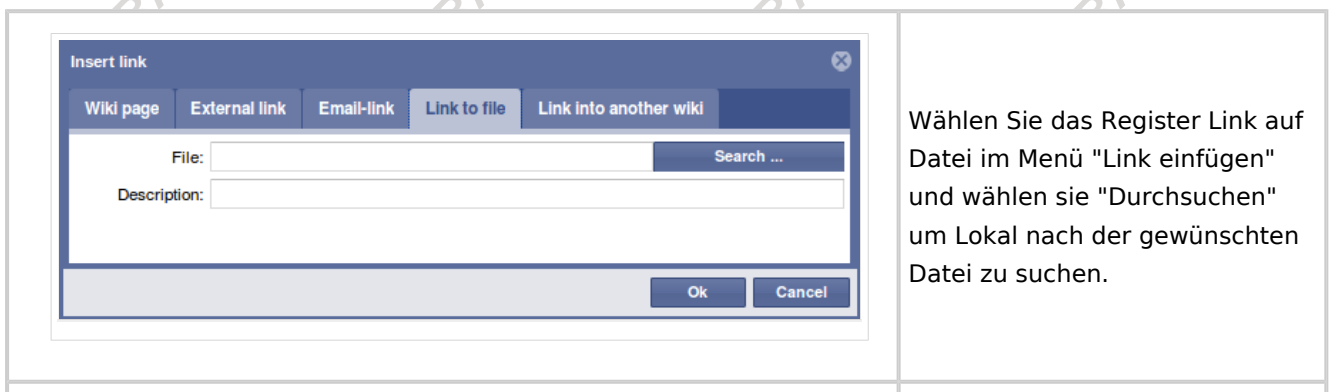 Insert link
Wiki page External link Email-link Link to file Link into another wiki
File: Search ...
Description:
Ok Cancel
Wählen Sie das Register Link auf
Datei im Menü "Link einfügen"
und wählen sie "Durchsuchen"
um Lokal nach der gewünschten
Datei zu suchen.